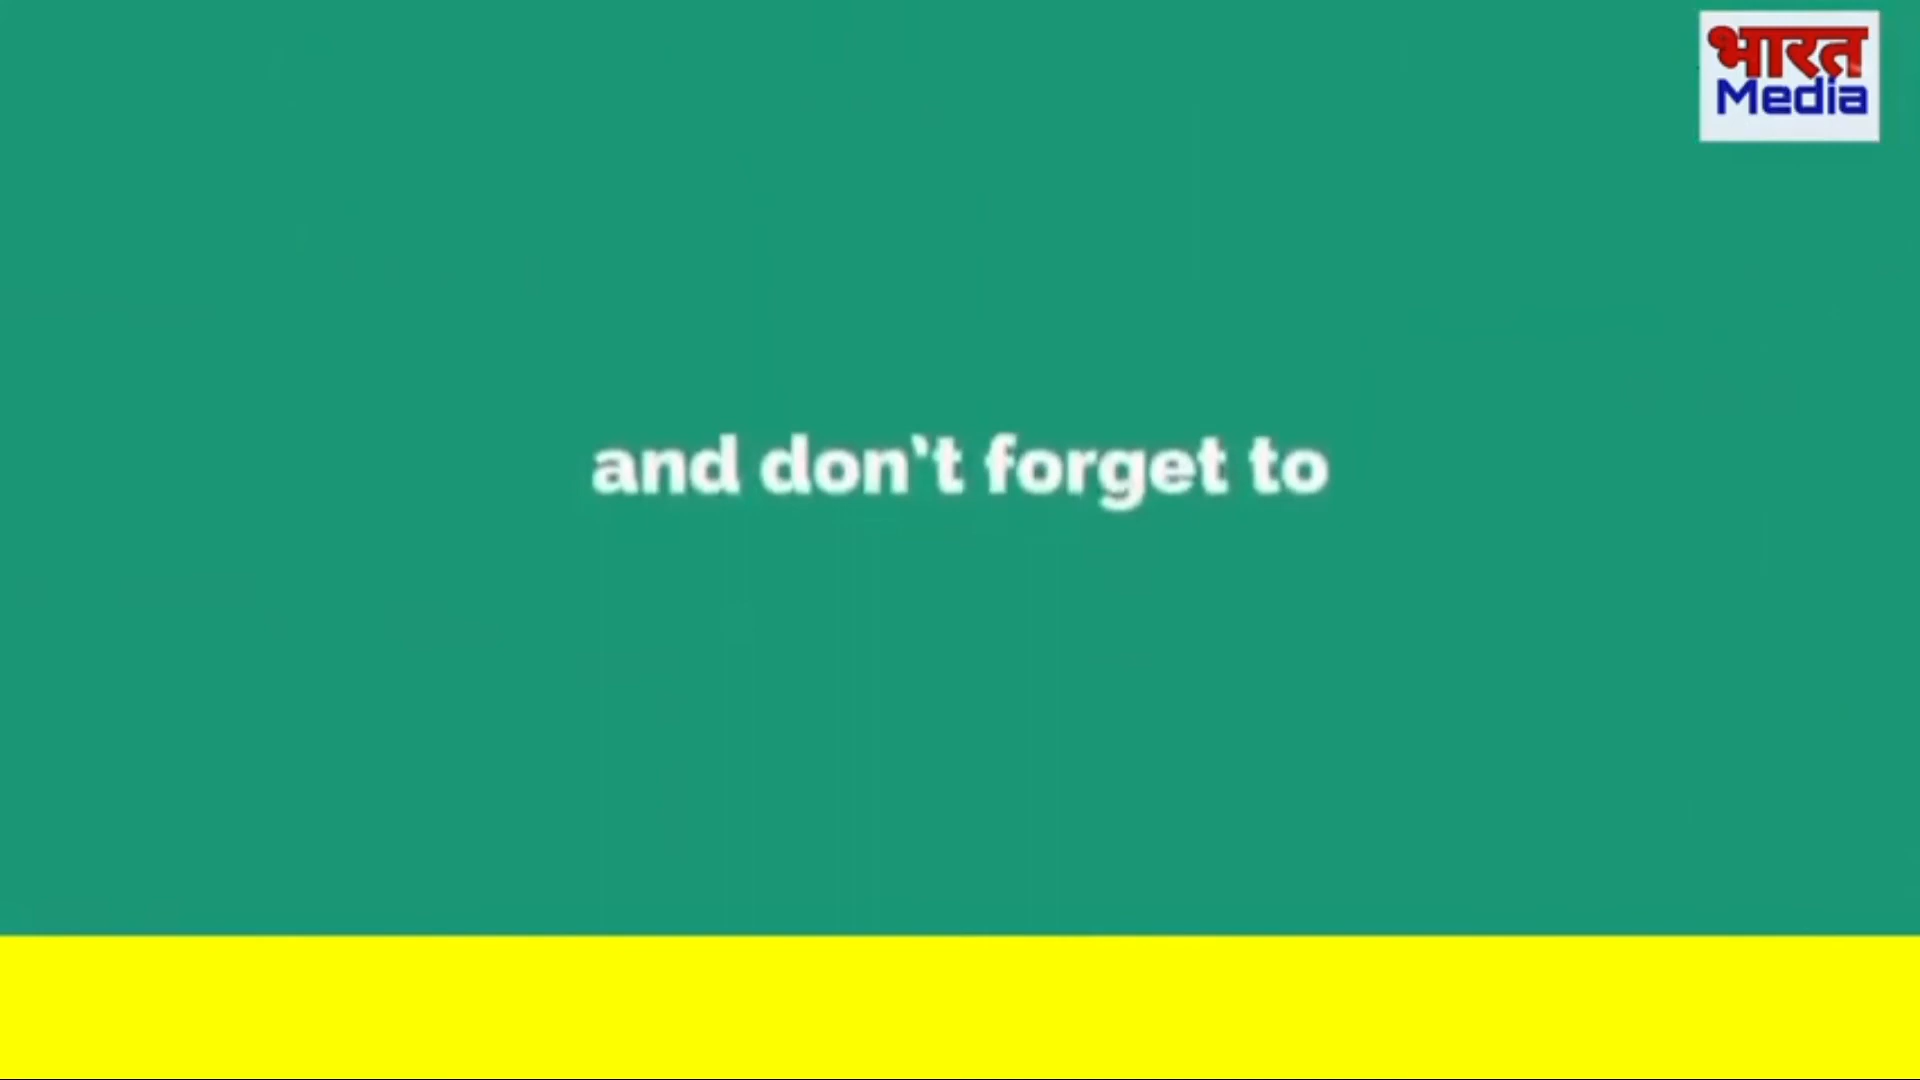 भारत
Media
and don't forget to